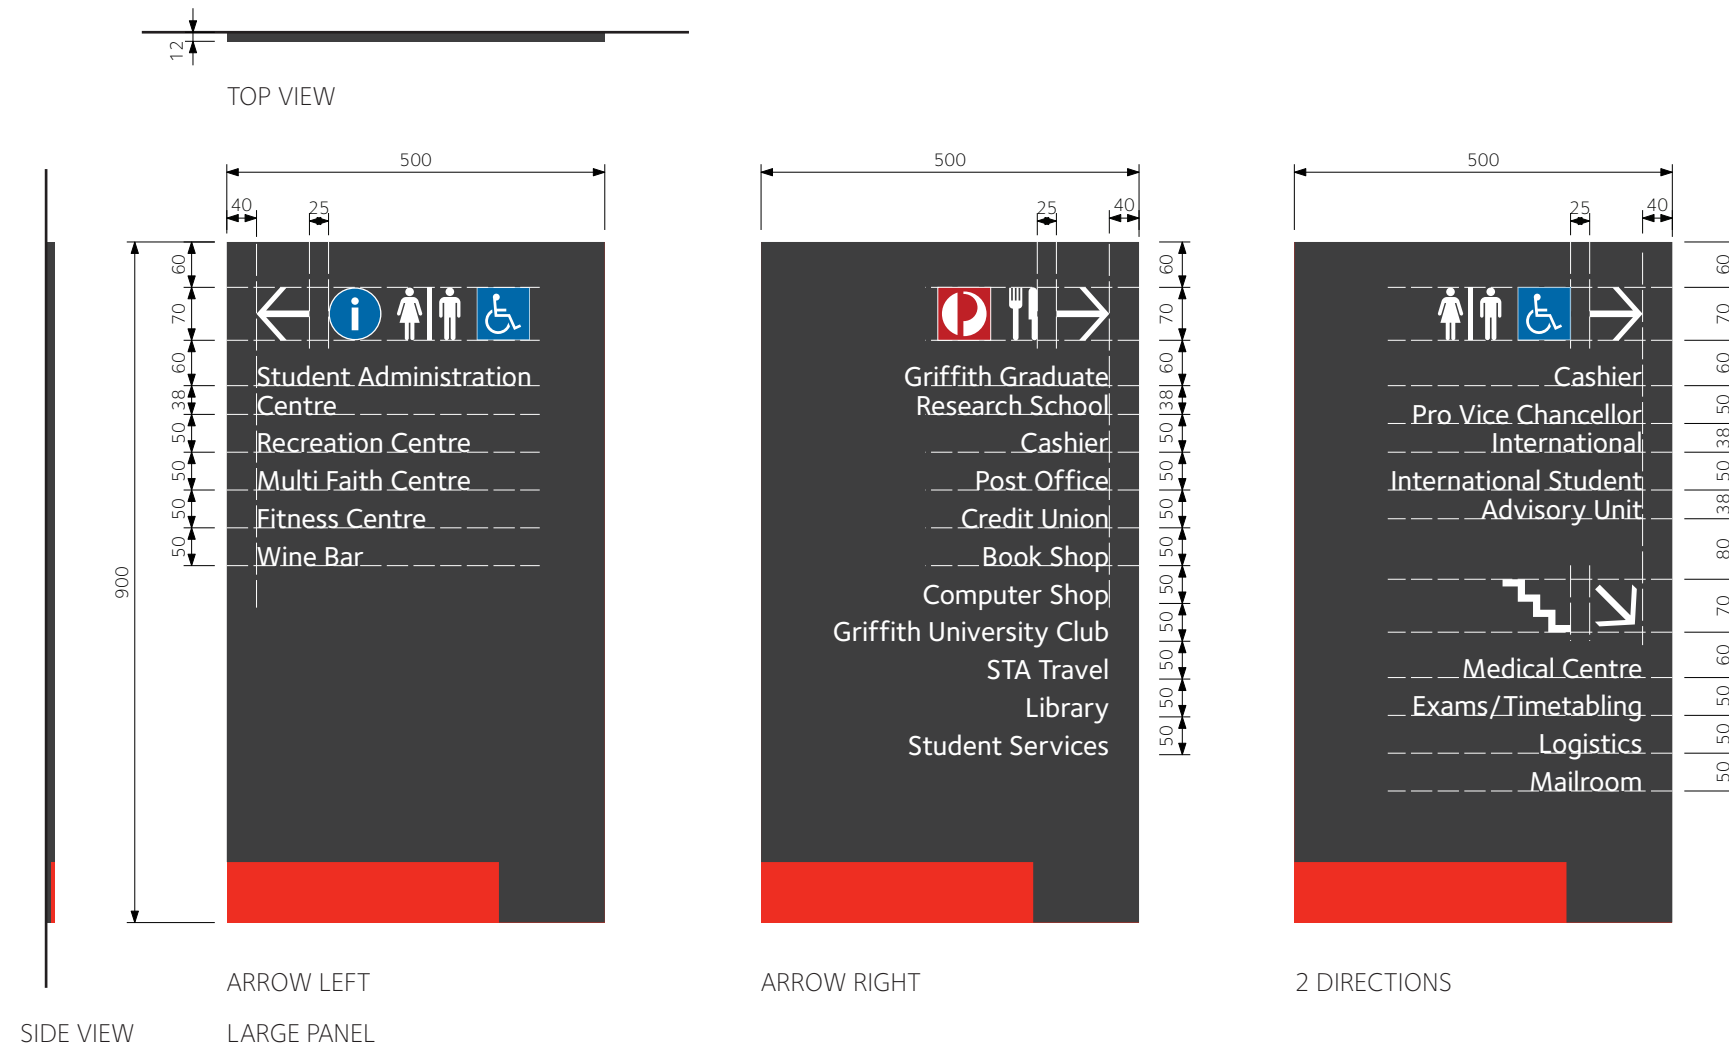 12
TOP VIEW
500
40
25
900
60
70
60
38
50
50
50
50
Student Administration
Centre
Recreation Centre
Multi Faith Centre
Fitness Centre
Wine Bar
500
25
40
Griffith Graduate
Research School
Cashier
Post Office
Credit Union
Book Shop
Computer Shop
Griffith University Club
STA Travel
Library
Student Services
60
70
60
38
50
50
50
50
50
50
50
50
50
500
25
40
Cashier
Pro Vice Chancellor
International
International Student
Advisory Unit
Medical Centre
Exams/Timetabling
Logistics
Mailroom
60
70
60
50
38
50
38
80
70
60
50
50
50
ARROW LEFT
ARROW RIGHT
2 DIRECTIONS
SIDE VIEW
LARGE PANEL